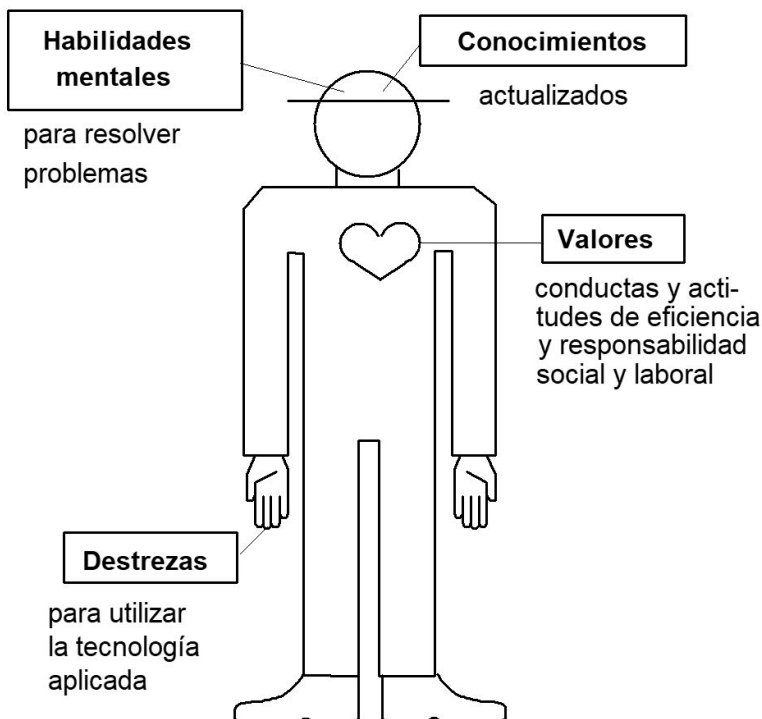 Habilidades
mentales
para resolver
problemas
Conocimientos
actualizados
Valores
conductas y acti-
tudes de eficiencia
y responsabilidad
social y laboral
Destrezas
para utilizar
la tecnología
aplicada